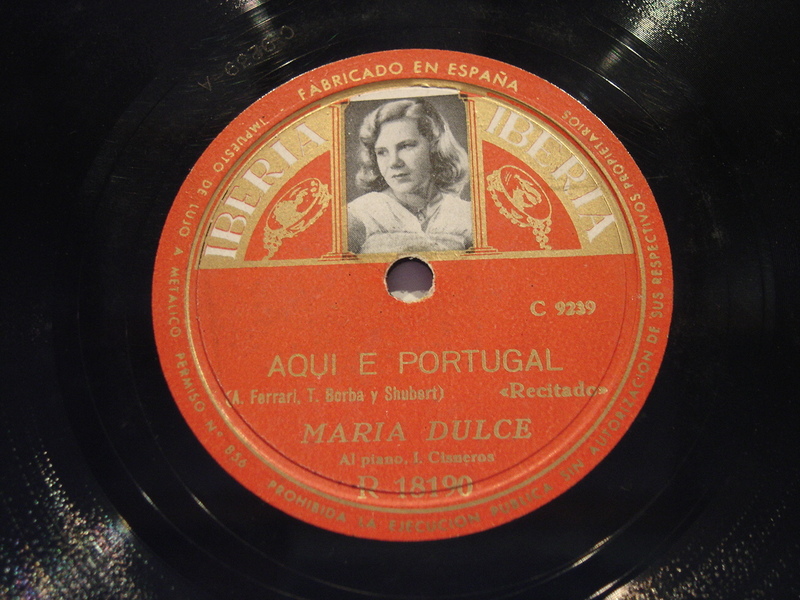 FABRICADO EN ESPAÑA
IBERIA IBERIA
C 9239
AQUI E PORTUGAL
(A. Ferrari, T. Borba y Shubert) «Recitado»
MARIA DULCE
Al piano, I. Cisneros
R 18190
IMPUESTO DE LUJO A METALICO PERMISO Nº 856 PROHIBIDA LA EJECUCION PUBLICA SIN AUTORIZACION DE SUS RESPECTIVOS PROPIETARIOS